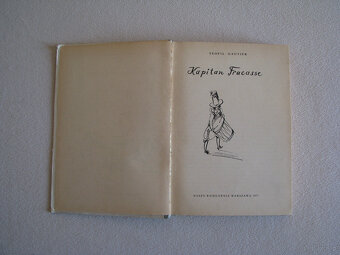 TEOFIL GAUTIER
Kapitan Fracasse
NASZA KSIĘGARNIA WARSZAWA